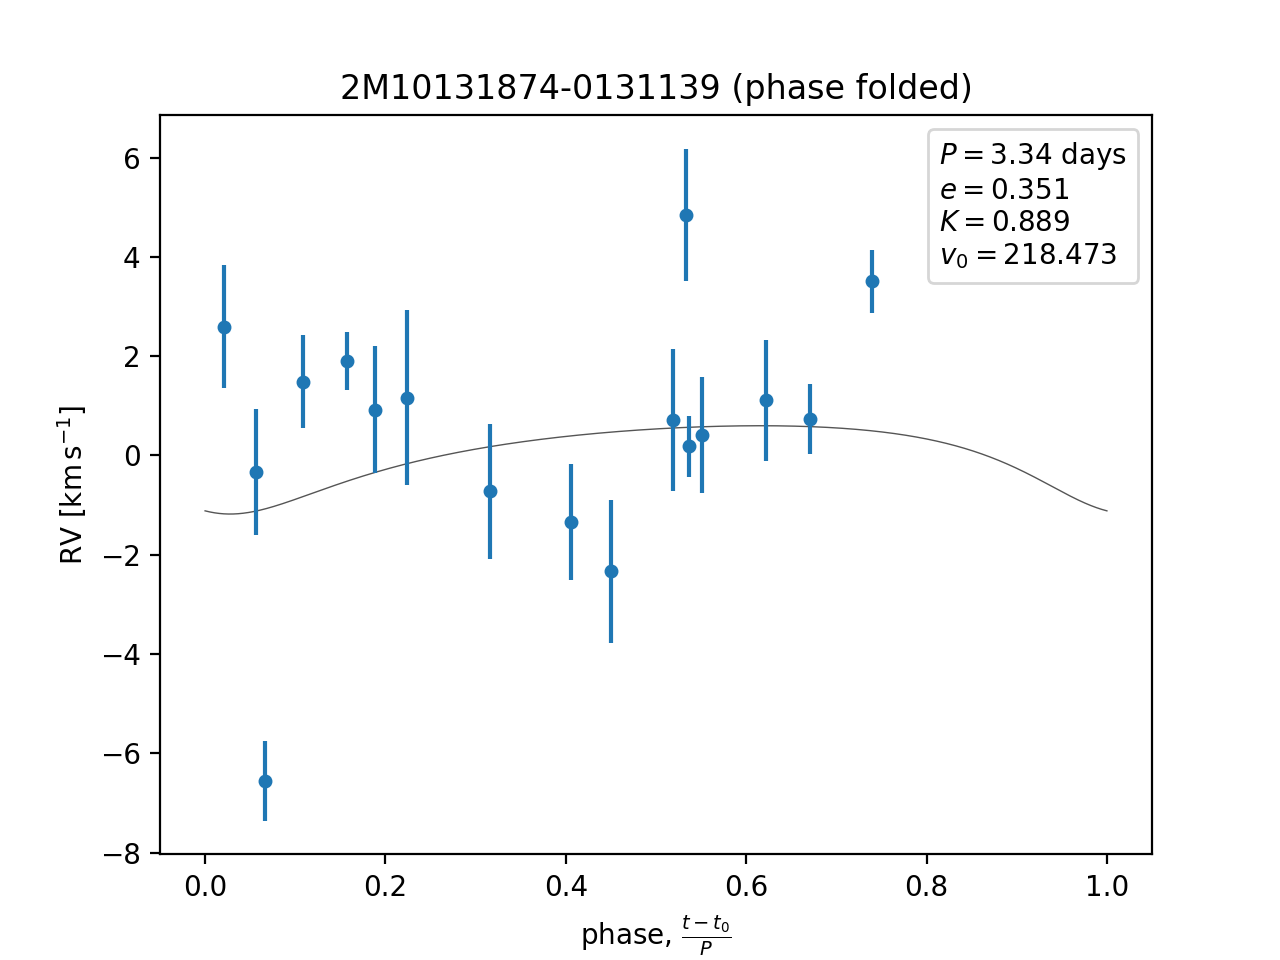 2M10131874-0131139 (phase folded)
P = 3.34 days
e = 0.351
K = 0.889
v₀ = 218.473
6
4
2
0
−2
−4
−6
−8
RV [km s⁻¹]
0.0 0.2 0.4 0.6 0.8 1.0
phase, (t − t₀)/P